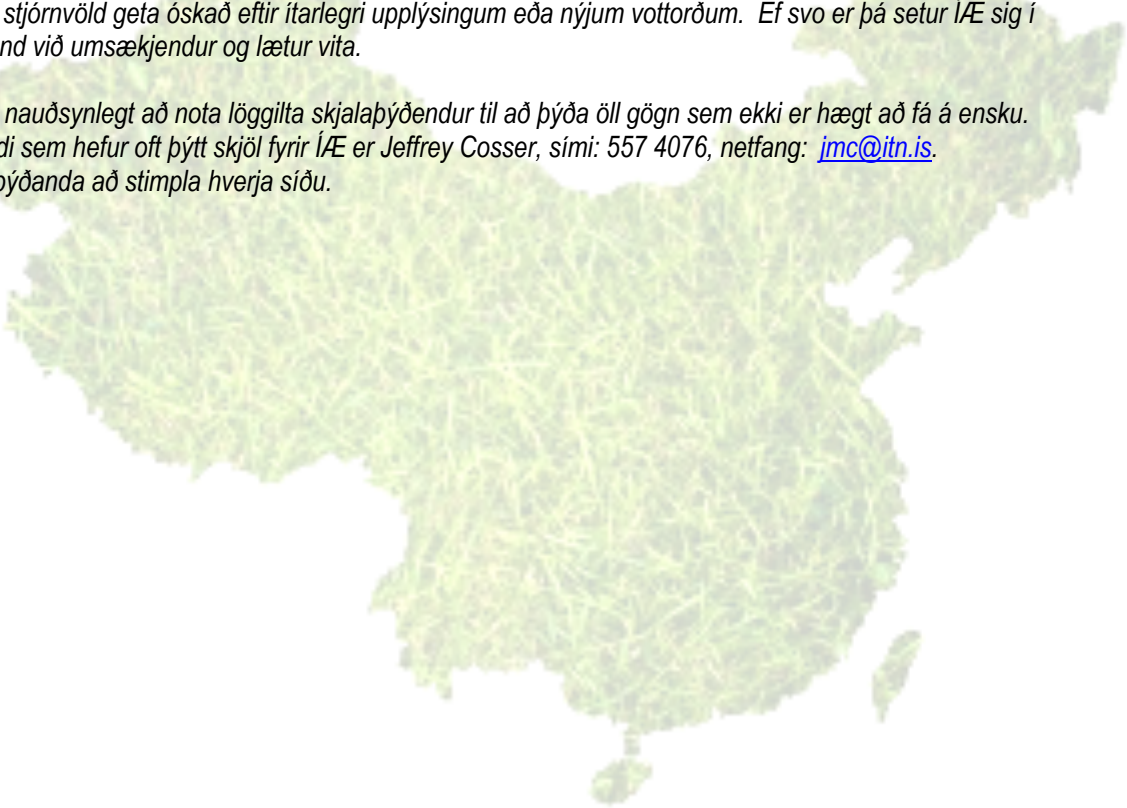 stjórnvöld geta óskað eftir ítarlegri upplýsingum eða nýjum vottorðum. Ef svo er þá setur ÍÆ sig í
nd við umsækjendur og lætur vita.
nauðsynlegt að nota löggilta skjalaþýðendur til að þýða öll gögn sem ekki er hægt að fá á ensku.
di sem hefur oft þýtt skjöl fyrir ÍÆ er Jeffrey Cosser, sími: 557 4076, netfang: jmc@itn.is.
þýðanda að stimpla hverja síðu.